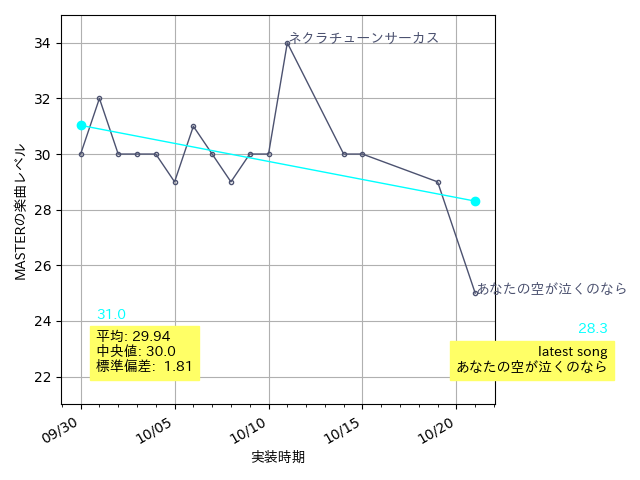 34
32
30
28
26
24
22
MASTERの楽曲レベル
ネクラチューンサーカス
あなたの空が泣くのなら
31.0
平均: 29.94
中央値: 30.0
標準偏差:  1.81
28.3
latest song
あなたの空が泣くのなら
09/30
10/05
10/10
10/15
10/20
実装時期